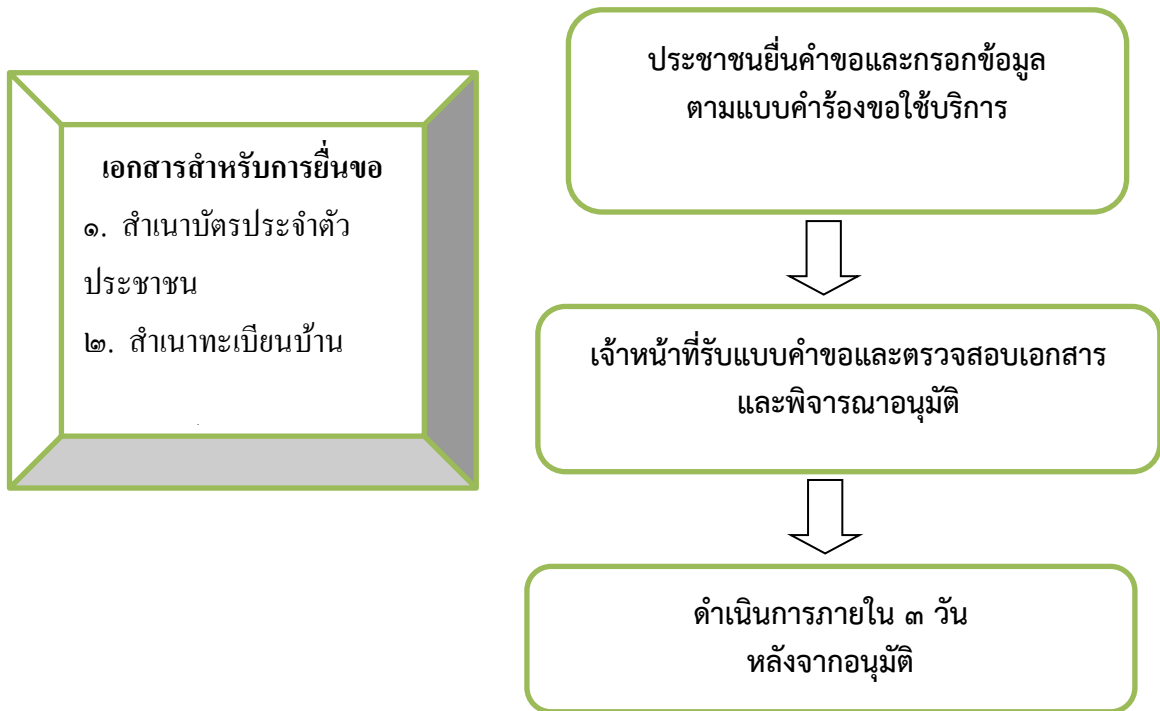 เอกสารสำหรับการยื่นขอ
๑. สำเนาบัตรประจำตัว
ประชาชน
๒. สำเนาทะเบียนบ้าน
ประชาชนยื่นคำขอและกรอกข้อมูล
ตามแบบคำร้องขอใช้บริการ
เจ้าหน้าที่รับแบบคำขอและตรวจสอบเอกสาร
และพิจารณาอนุมัติ
ดำเนินการภายใน ๓ วัน
หลังจากอนุมัติ